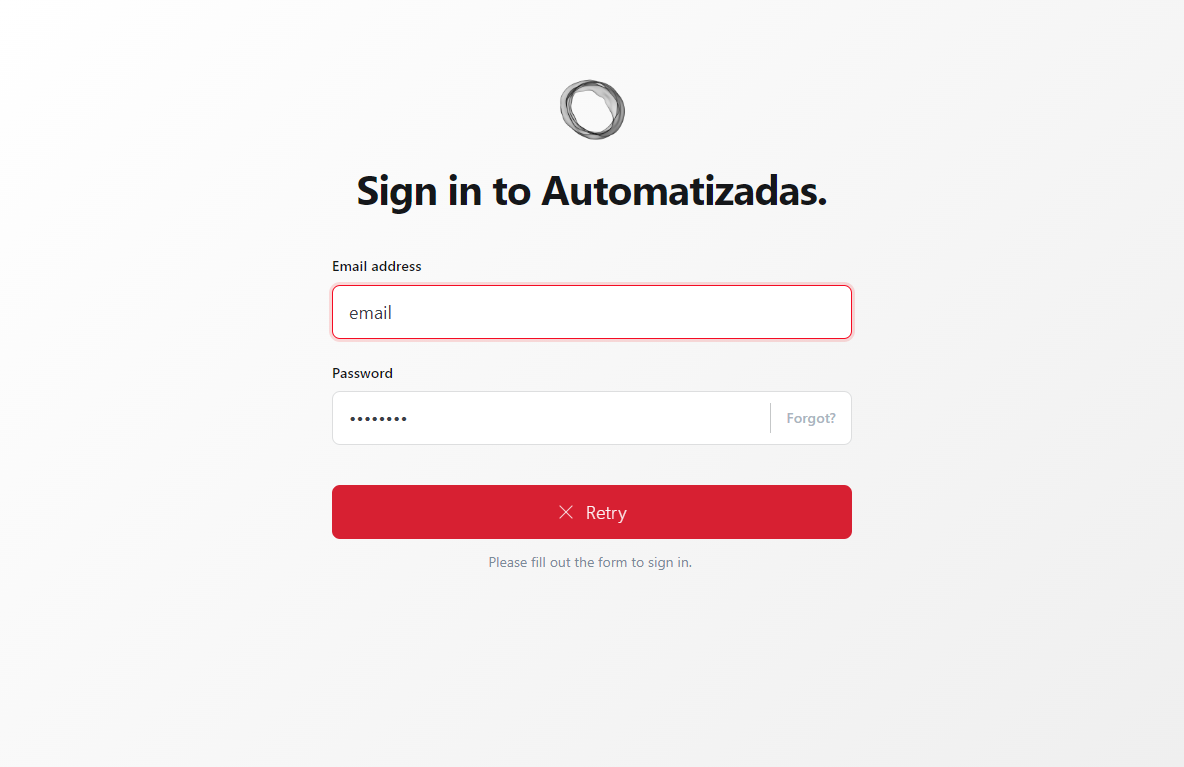 Sign in to Automatizadas.
Email address
email
Password
•••••••• Forgot?
Retry
Please fill out the form to sign in.